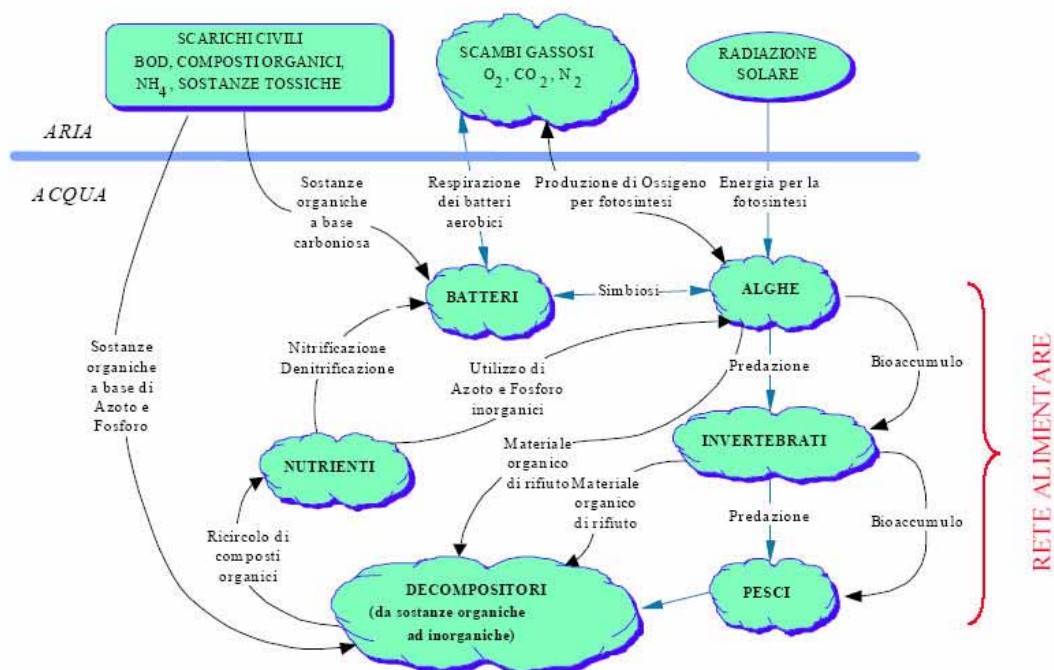 SCARICHI CIVILI
BOD, COMPOSTI ORGANICI,
NH4, SOSTANZE TOSSICHE
SCAMBI GASSOSI
O2, CO2, N2
RADIAZIONE
SOLARE
ARIA
ACQUA
Sostanze
organiche
a base
carboniosa
Respirazione
dei batteri
aerobici
Produzione di Ossigeno
per fotosintesi
Energia per la
fotosintesi
BATTERI
Simbiosi
ALGHE
Sostanze
organiche
a base di
Azoto e
Fosforo
Nitrificazione
Denitrificazione
Utilizzo di
Azoto e Fosforo
inorganici
Predazione
Bioaccumulo
NUTRIENTI
Materiale
organico
di rifiuto
Materiale
organico
di rifiuto
INVERTEBRATI
Ricircolo di
composti
organici
Predazione
Bioaccumulo
DECOMPOSITORI
(da sostanze organiche
ad inorganiche)
PESCI
RETE ALIMENTARE